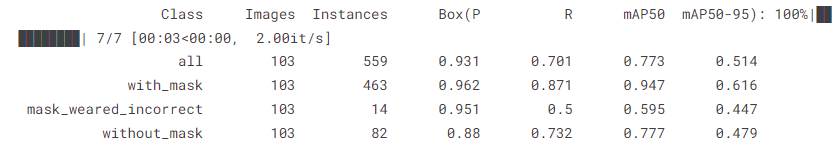 Class Images Instances Box(P R mAP50 mAP50-95): 100%|██
████████| 7/7 [00:03<00:00, 2.00it/s]
all 103 559 0.931 0.701 0.773 0.514
with_mask 103 463 0.962 0.871 0.947 0.616
mask_weared_incorrect 103 14 0.951 0.5 0.595 0.447
without_mask 103 82 0.88 0.732 0.777 0.479